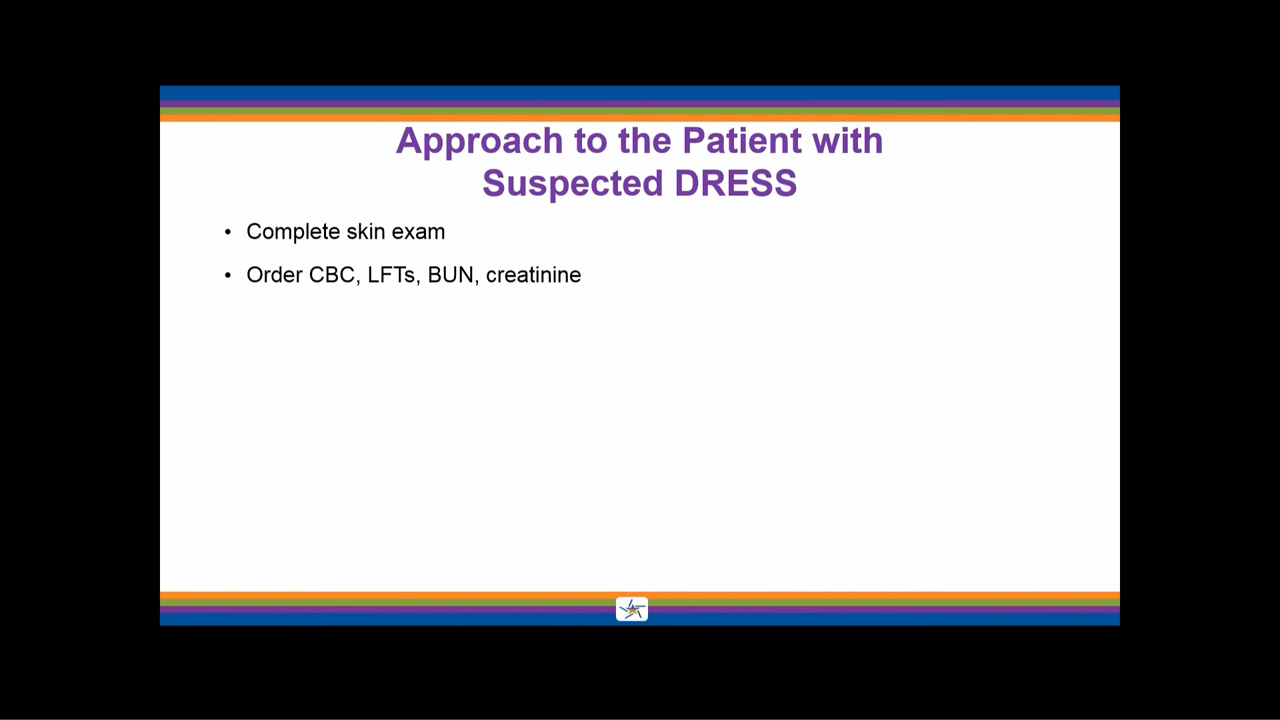 Approach to the Patient with
Suspected DRESS
• Complete skin exam
• Order CBC, LFTs, BUN, creatinine